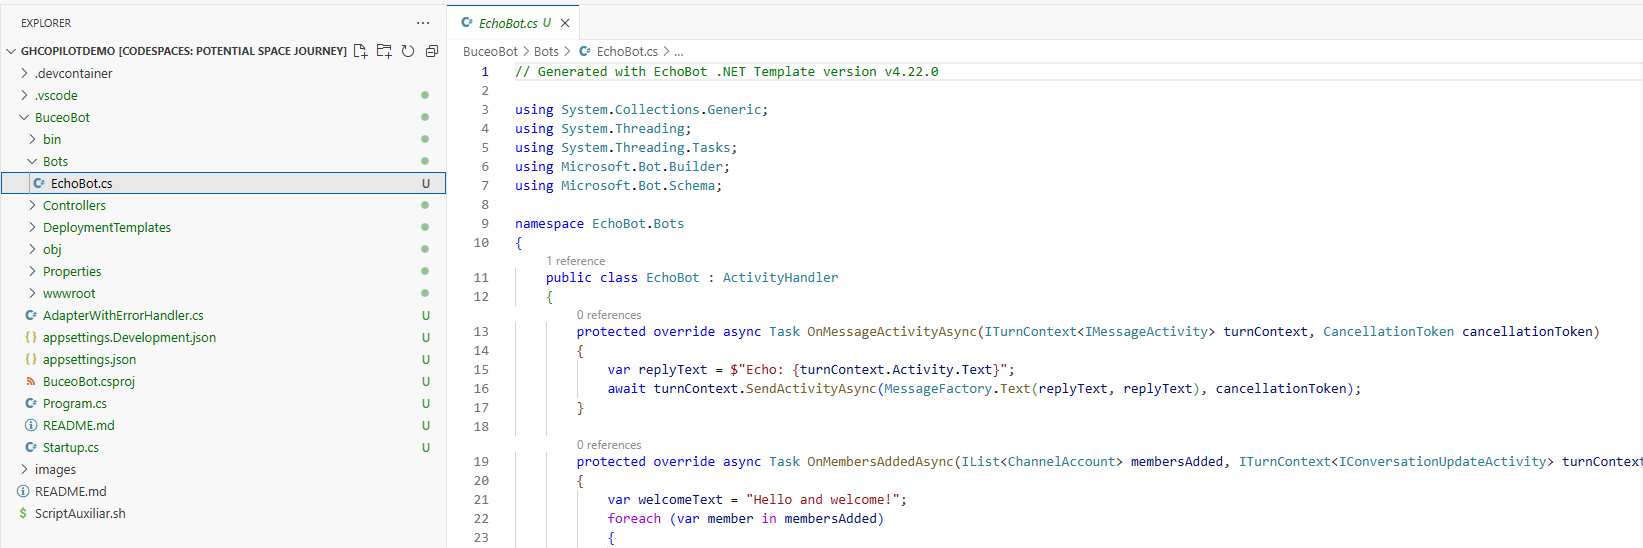 EXPLORER ...
GHCOPILOTDEMO [CODESPACES: POTENTIAL SPACE JOURNEY]
.devcontainer
.vscode
BuceoBot
bin
Bots
C# EchoBot.cs U
Controllers
DeploymentTemplates
obj
Properties
wwwroot
C# AdapterWithErrorHandler.cs U
{} appsettings.Development.json U
{} appsettings.json U
BuceoBot.csproj U
C# Program.cs U
README.md U
C# Startup.cs U
images
README.md
$ ScriptAuxiliar.sh
C# EchoBot.cs U
BuceoBot > Bots > C# EchoBot.cs > ...
1 // Generated with EchoBot .NET Template version v4.22.0
2
3 using System.Collections.Generic;
4 using System.Threading;
5 using System.Threading.Tasks;
6 using Microsoft.Bot.Builder;
7 using Microsoft.Bot.Schema;
8
9 namespace EchoBot.Bots
10 {
1 reference
11 public class EchoBot : ActivityHandler
12 {
0 references
13 protected override async Task OnMessageActivityAsync(ITurnContext<IMessageActivity> turnContext, CancellationToken cancellationToken)
14 {
15 var replyText = $"Echo: {turnContext.Activity.Text}";
16 await turnContext.SendActivityAsync(MessageFactory.Text(replyText, replyText), cancellationToken);
17 }
18
0 references
19 protected override async Task OnMembersAddedAsync(IList<ChannelAccount> membersAdded, ITurnContext<IConversationUpdateActivity> turnContext
20 {
21 var welcomeText = "Hello and welcome!";
22 foreach (var member in membersAdded)
23 {